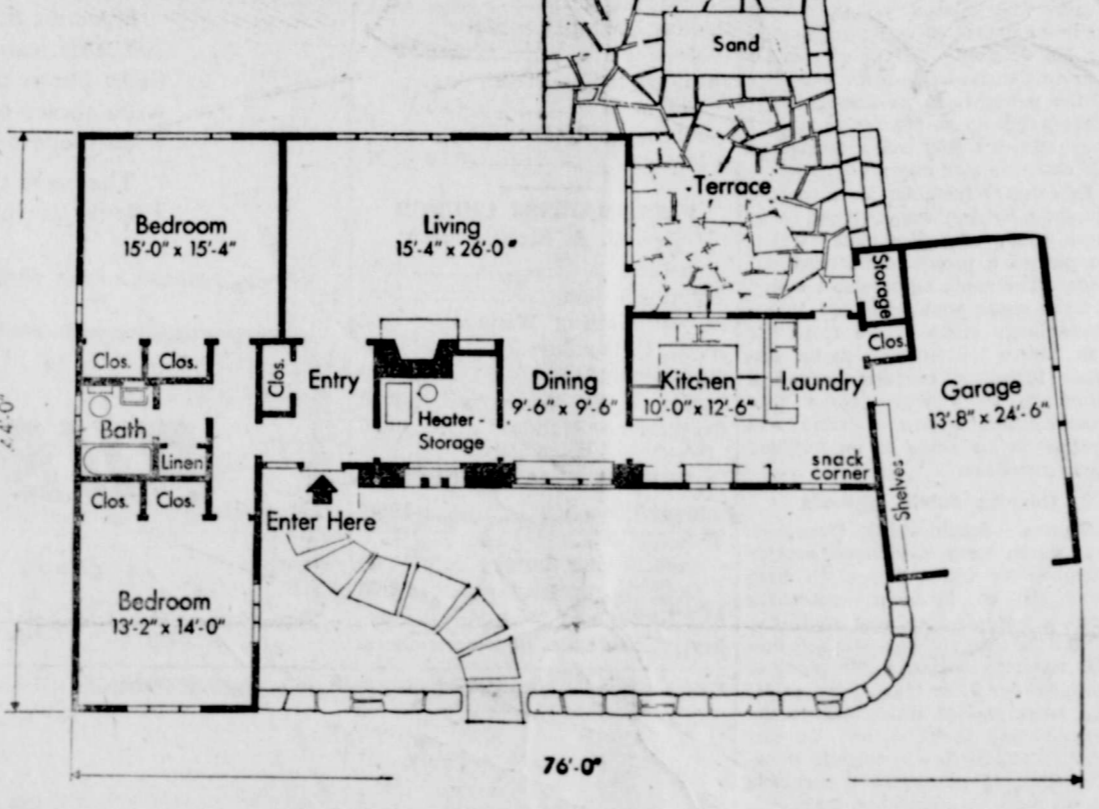 Sand
Terrace
Bedroom
15'-0" x 15'-4"
Living
15'-4" x 26'-0"
Storage
Clos.
Clos.
Clos.
Clos.
Entry
Heater
Storage
Dining
9'-6" x 9'-6"
Kitchen
10'-0" x 12'-6"
Laundry
Garage
13'-8" x 24'-6"
Bath
Linen
snack
corner
Shelves
Clos.
Clos.
Enter Here
Bedroom
13'-2" x 14'-0"
76'-0"